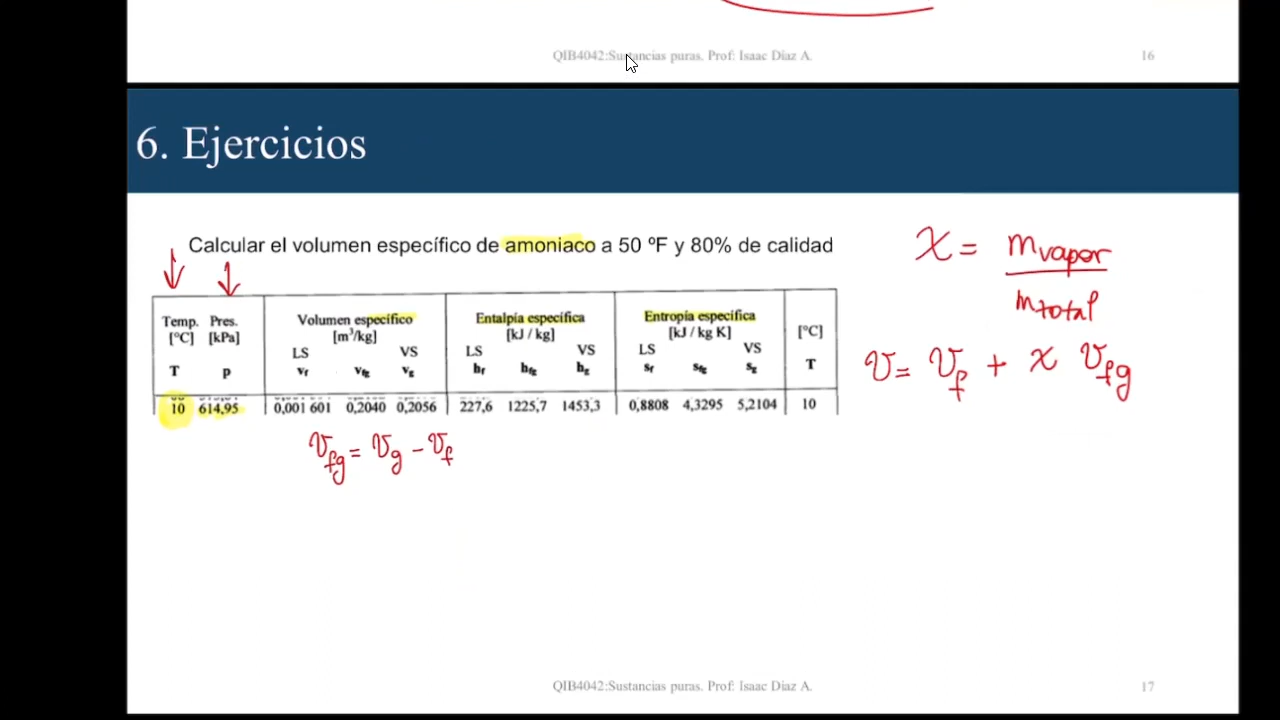 QIB4042:Sustancias puras. Prof: Isaac Díaz A.
16
6. Ejercicios
Calcular el volumen específico de amoniaco a 50 ºF y 80% de calidad
x = mvapor / mtotal
Temp. Pres. Volumen específico Entalpía específica Entropía específica
[°C] [kPa] [m³/kg] [kJ / kg] [kJ / kg K] [°C]
LS VS LS VS LS VS
T p vf vfg vg hf hfg hg sf sfg sg T
10 614,95 0,001 601 0,2040 0,2056 227,6 1225,7 1453,3 0,8808 4,3295 5,2104 10
v = vf + x vfg
vfg = vg - vf
QIB4042:Sustancias puras. Prof: Isaac Díaz A.
17